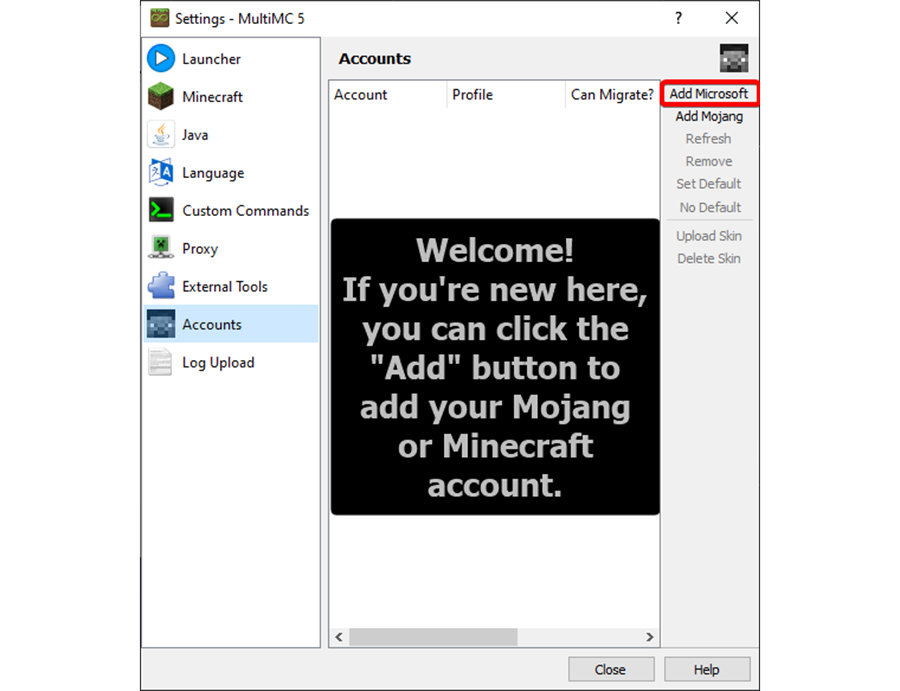 Settings - MultiMC 5
?
Launcher
Minecraft
Java
Language
Custom Commands
Proxy
External Tools
Accounts
Log Upload
Accounts
Account Profile Can Migrate?
Welcome!
If you're new here,
you can click the
"Add" button to
add your Mojang
or Minecraft
account.
Add Microsoft
Add Mojang
Refresh
Remove
Set Default
No Default
Upload Skin
Delete Skin
Close Help